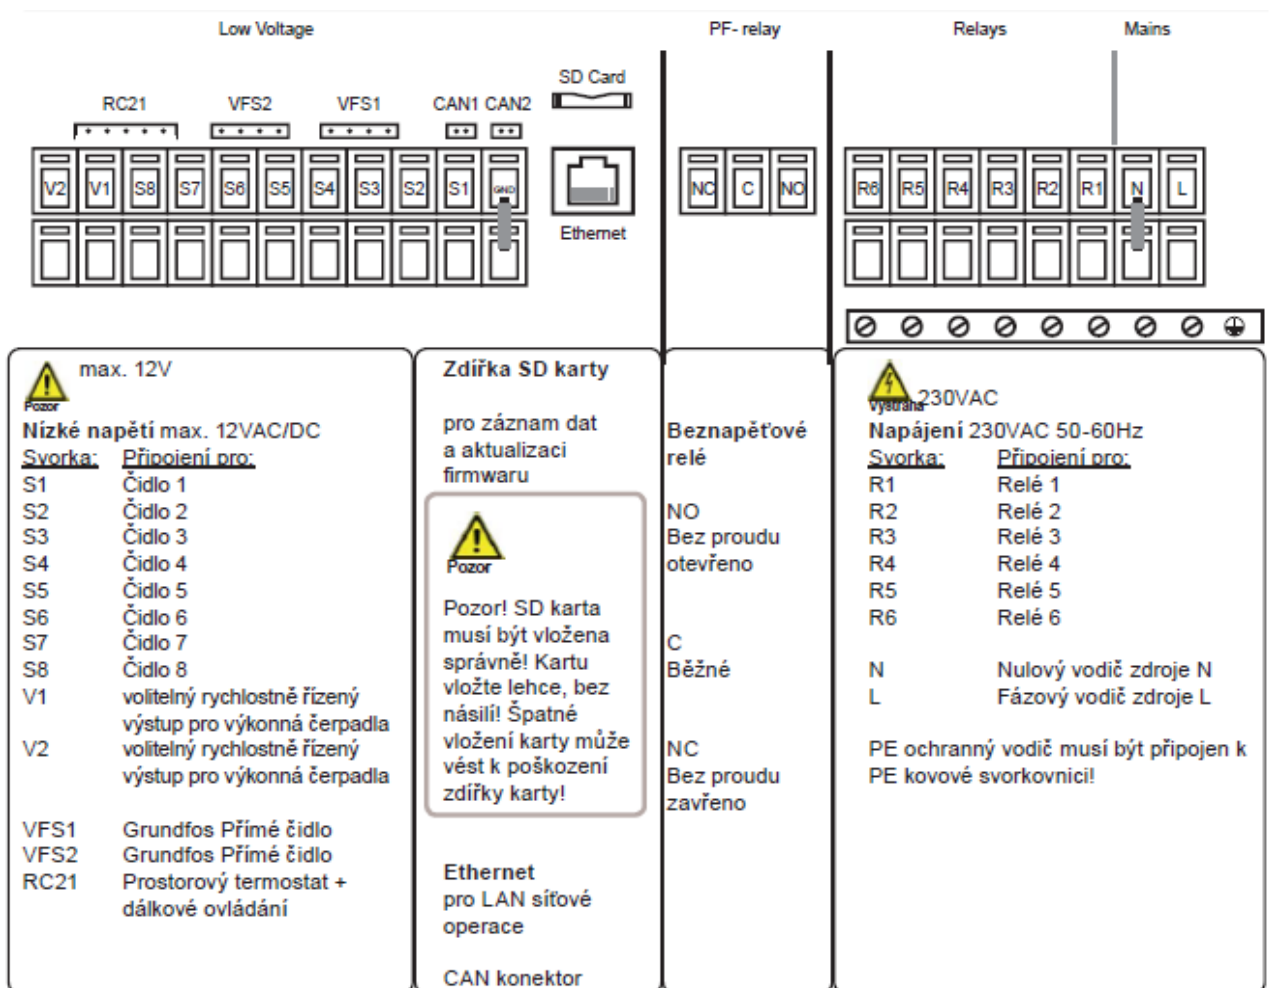 Low Voltage
PF- relay
Relays
Mains
SD Card
RC21
VFS2
VFS1
CAN1 CAN2
V2 V1 S8 S7 S6 S5 S4 S3 S2 S1 GND
NC C NO
R6 R5 R4 R3 R2 R1 N L
Ethernet
max. 12V
Pozor
Nízké napětí max. 12VAC/DC
Svorka: Připojení pro:
S1 Čidlo 1
S2 Čidlo 2
S3 Čidlo 3
S4 Čidlo 4
S5 Čidlo 5
S6 Čidlo 6
S7 Čidlo 7
S8 Čidlo 8
V1 volitelný rychlostně řízený
výstup pro výkonná čerpadla
V2 volitelný rychlostně řízený
výstup pro výkonná čerpadla
VFS1 Grundfos Přímé čidlo
VFS2 Grundfos Přímé čidlo
RC21 Prostorový termostat +
dálkové ovládání
Zdířka SD karty
pro záznam dat
a aktualizaci
firmwaru
Pozor
Pozor! SD karta
musí být vložena
správně! Kartu
vložte lehce, bez
násilí! Špatné
vložení karty může
vést k poškození
zdířky karty!
Ethernet
pro LAN síťové
operace
CAN konektor
Beznapěťové
relé
NO
Bez proudu
otevřeno
C
Běžné
NC
Bez proudu
zavřeno
Výstraha 230VAC
Napájení 230VAC 50-60Hz
Svorka: Připojení pro:
R1 Relé 1
R2 Relé 2
R3 Relé 3
R4 Relé 4
R5 Relé 5
R6 Relé 6
N Nulový vodič zdroje N
L Fázový vodič zdroje L
PE ochranný vodič musí být připojen k
PE kovové svorkovnici!